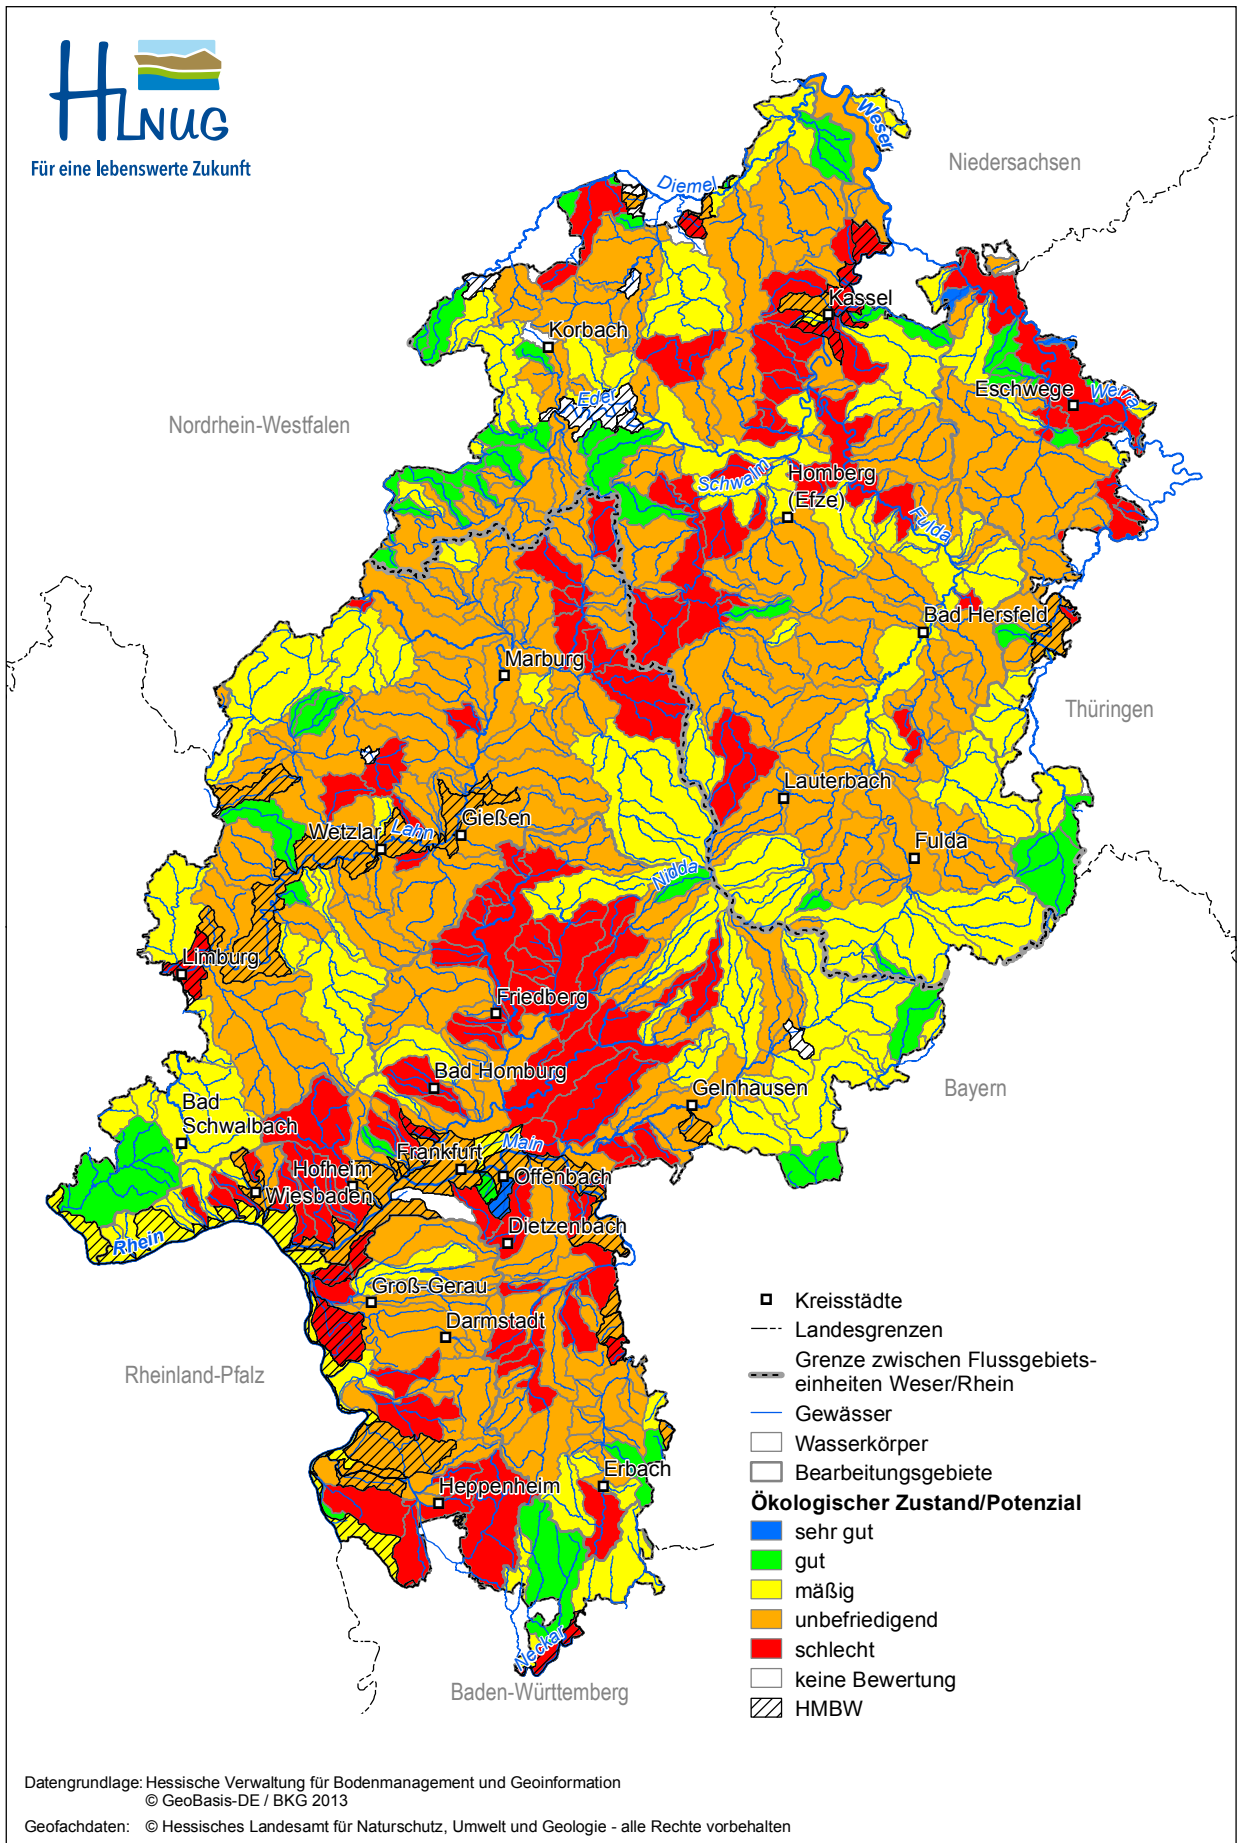 HLNUG
Für eine lebenswerte Zukunft
Weser
Niedersachsen
Diemel
Kassel
Korbach
Eschwege
Werra
Eder
Nordrhein-Westfalen
Schwalm
Homberg
(Efze)
Fulda
Bad Hersfeld
Marburg
Thüringen
Lauterbach
Gießen
Wetzlar
Lahn
Fulda
Nidda
Limburg
Friedberg
Bad Homburg
Gelnhausen
Bayern
Bad
Schwalbach
Main
Frankfurt
Hofheim
Offenbach
Wiesbaden
Dietzenbach
Rhein
Groß-Gerau
Darmstadt
Rheinland-Pfalz
Erbach
Heppenheim
Neckar
Baden-Württemberg
Kreisstädte
Landesgrenzen
Grenze zwischen Flussgebiets-
einheiten Weser/Rhein
Gewässer
Wasserkörper
Bearbeitungsgebiete
Ökologischer Zustand/Potenzial
sehr gut
gut
mäßig
unbefriedigend
schlecht
keine Bewertung
HMBW
Datengrundlage: Hessische Verwaltung für Bodenmanagement und Geoinformation
© GeoBasis-DE / BKG 2013
Geofachdaten: © Hessisches Landesamt für Naturschutz, Umwelt und Geologie - alle Rechte vorbehalten